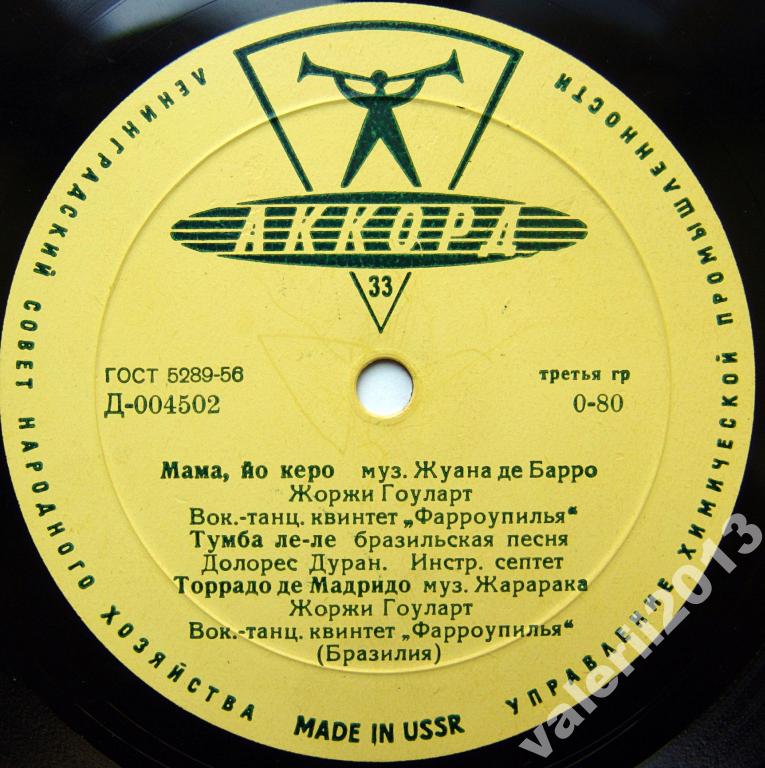 ЛЕНИНГРАДСКИЙ СОВЕТ НАРОДНОГО ХОЗЯЙСТВА
УПРАВЛЕНИЕ ХИМИЧЕСКОЙ ПРОМЫШЛЕННОСТИ
АККОРД
33
ГОСТ 5289-56
третья гр
Д-004502
0-80
Мама, йо керо муз. Жуана де Барро
Жоржи Гоуларт
Вок.-танц. квинтет „Фарроупилья“
Тумба ле-ле бразильская песня
Долорес Дуран. Инстр. септет
Торрадо де Мадридо муз. Жарарака
Жоржи Гоуларт
Вок.-танц. квинтет „Фарроупилья“
(Бразилия)
MADE IN USSR
valerii2013